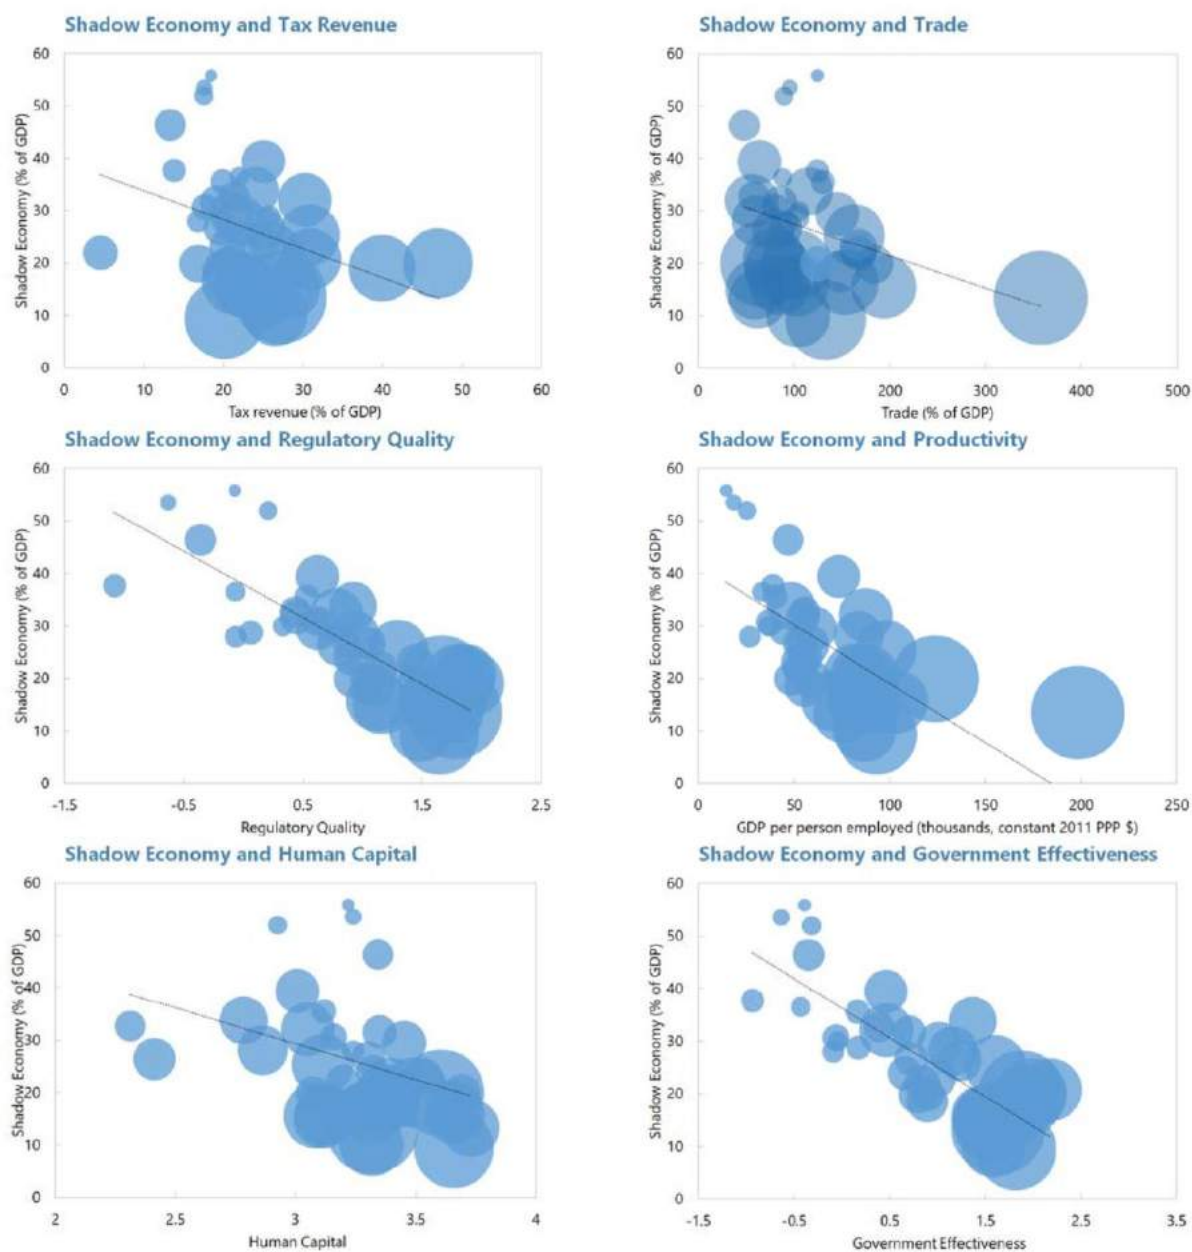 Shadow Economy and Tax Revenue
60
50
40
30
20
10
0
Shadow Economy (% of GDP)
0 10 20 30 40 50 60
Tax revenue (% of GDP)
Shadow Economy and Trade
60
50
40
30
20
10
0
Shadow Economy (% of GDP)
0 100 200 300 400 500
Trade (% of GDP)
Shadow Economy and Regulatory Quality
60
50
40
30
20
10
0
Shadow Economy (% of GDP)
-1.5 -0.5 0.5 1.5 2.5
Regulatory Quality
Shadow Economy and Productivity
60
50
40
30
20
10
0
Shadow Economy (% of GDP)
0 50 100 150 200 250
GDP per person employed (thousands, constant 2011 PPP $)
Shadow Economy and Human Capital
60
50
40
30
20
10
0
Shadow Economy (% of GDP)
2 2.5 3 3.5 4
Human Capital
Shadow Economy and Government Effectiveness
60
50
40
30
20
10
0
Shadow Economy (% of GDP)
-1.5 -0.5 0.5 1.5 2.5 3.5
Government Effectiveness